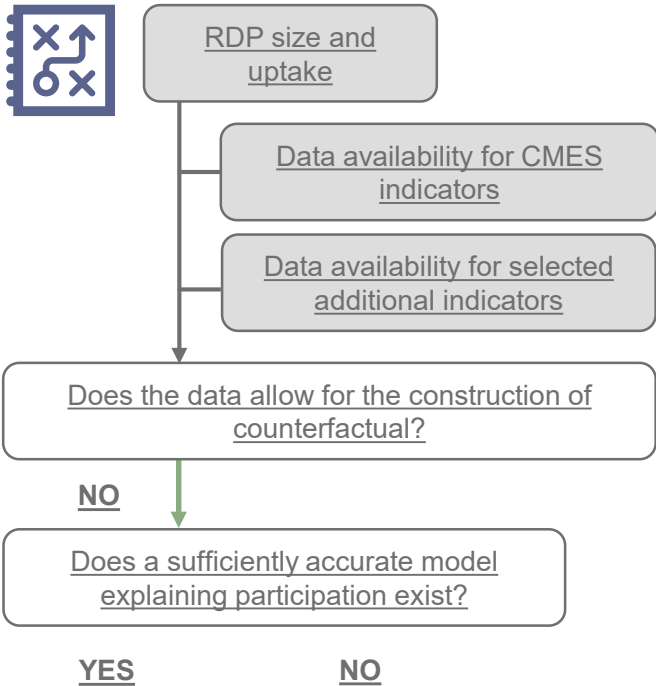 RDP size and
uptake
Data availability for CMES
indicators
Data availability for selected
additional indicators
Does the data allow for the construction of
counterfactual?
NO
Does a sufficiently accurate model
explaining participation exist?
YES NO